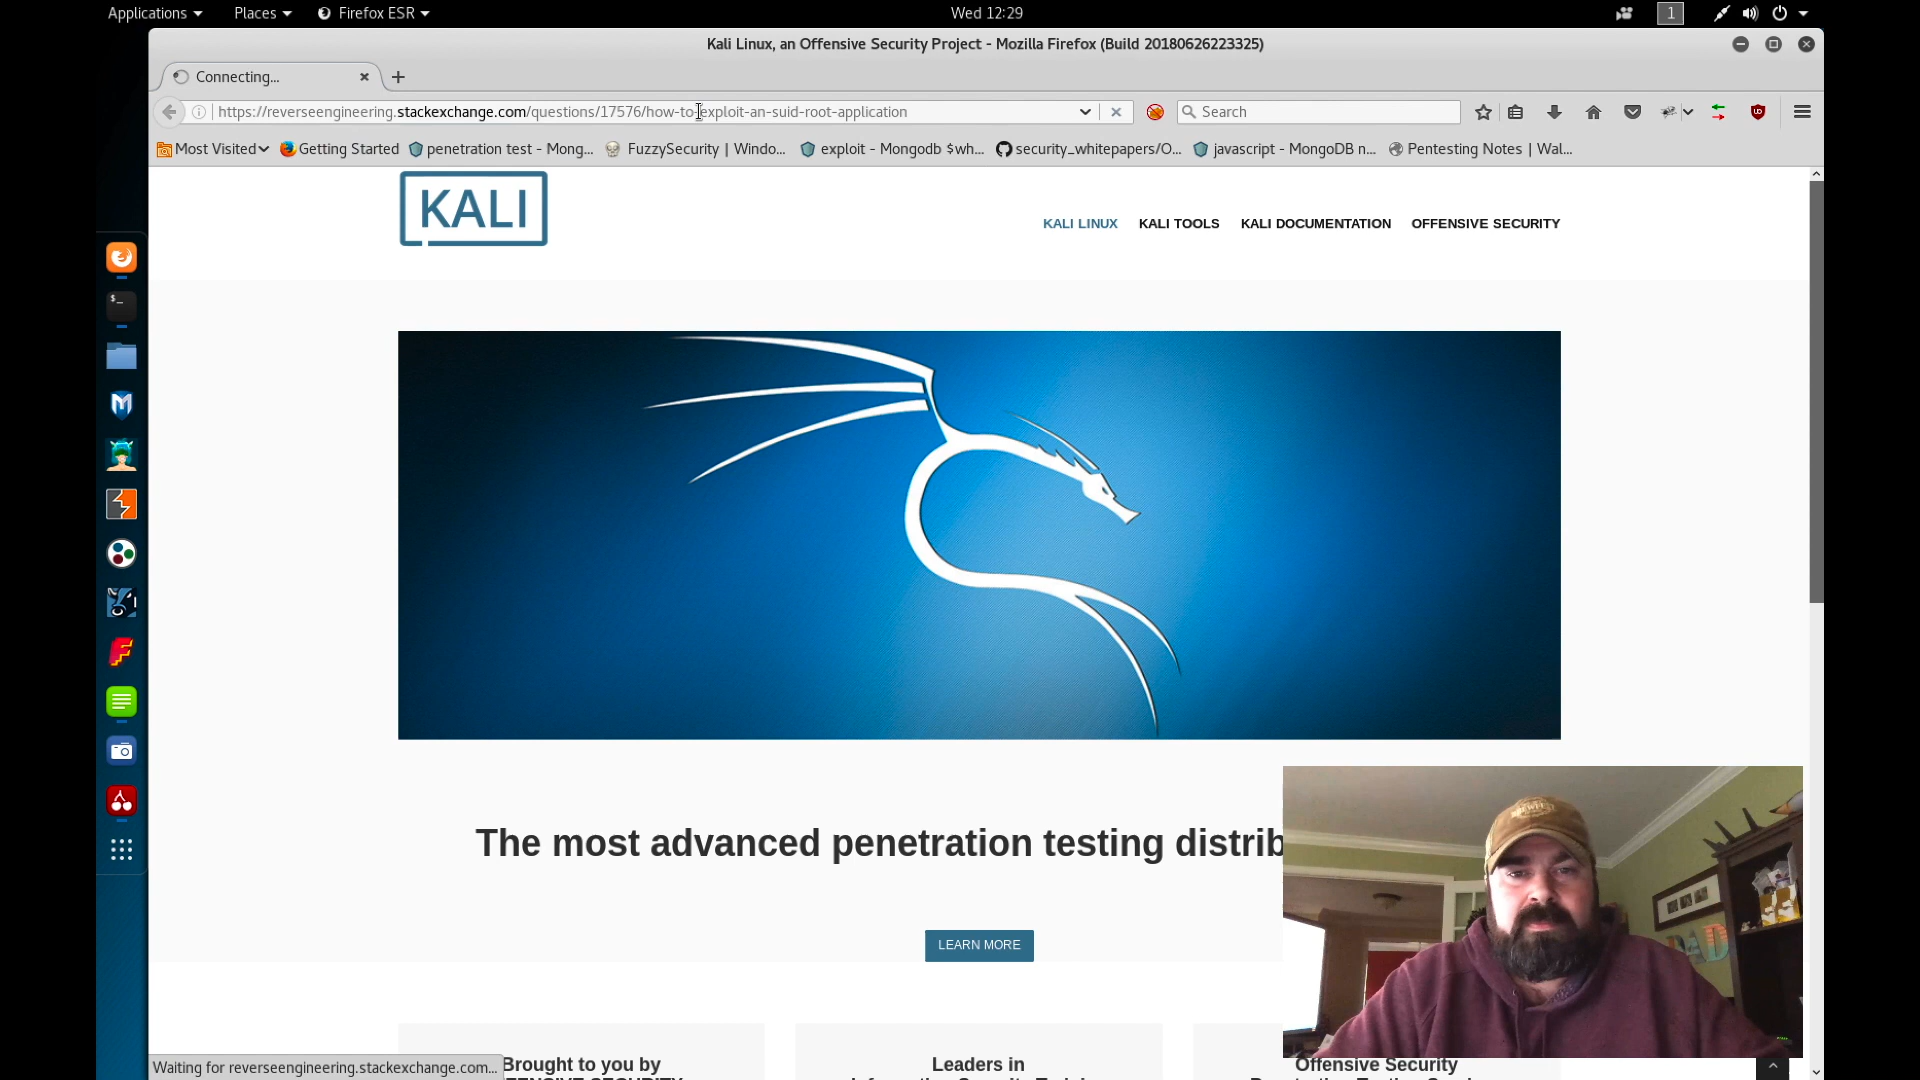 Applications Places Firefox ESR Wed 12:29 1
Kali Linux, an Offensive Security Project - Mozilla Firefox (Build 20180626223325)
Connecting...
https://reverseengineering.stackexchange.com/questions/17576/how-to-exploit-an-suid-root-application Search
Most Visited Getting Started penetration test - Mong... FuzzySecurity | Windo... exploit - Mongodb $wh... security_whitepapers/O... javascript - MongoDB n... Pentesting Notes | Wal...
KALI
KALI LINUX KALI TOOLS KALI DOCUMENTATION OFFENSIVE SECURITY
The most advanced penetration testing distrib
LEARN MORE
DAD
Brought to you by Leaders in Offensive Security
Waiting for reverseengineering.stackexchange.com...